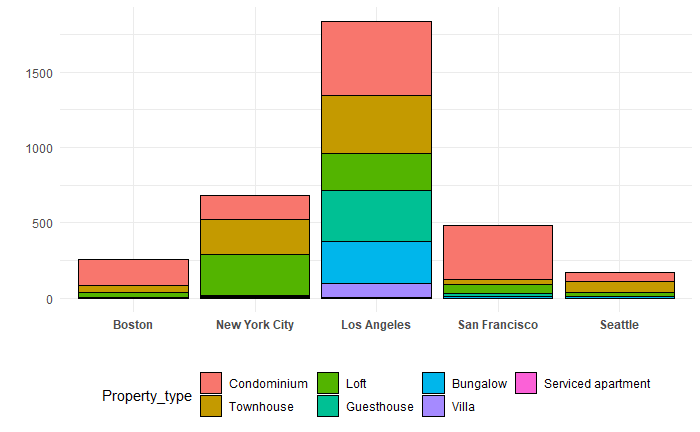 1500
1000
500
0
Boston New York City Los Angeles San Francisco Seattle
Property_type
Condominium Loft Bungalow Serviced apartment
Townhouse Guesthouse Villa